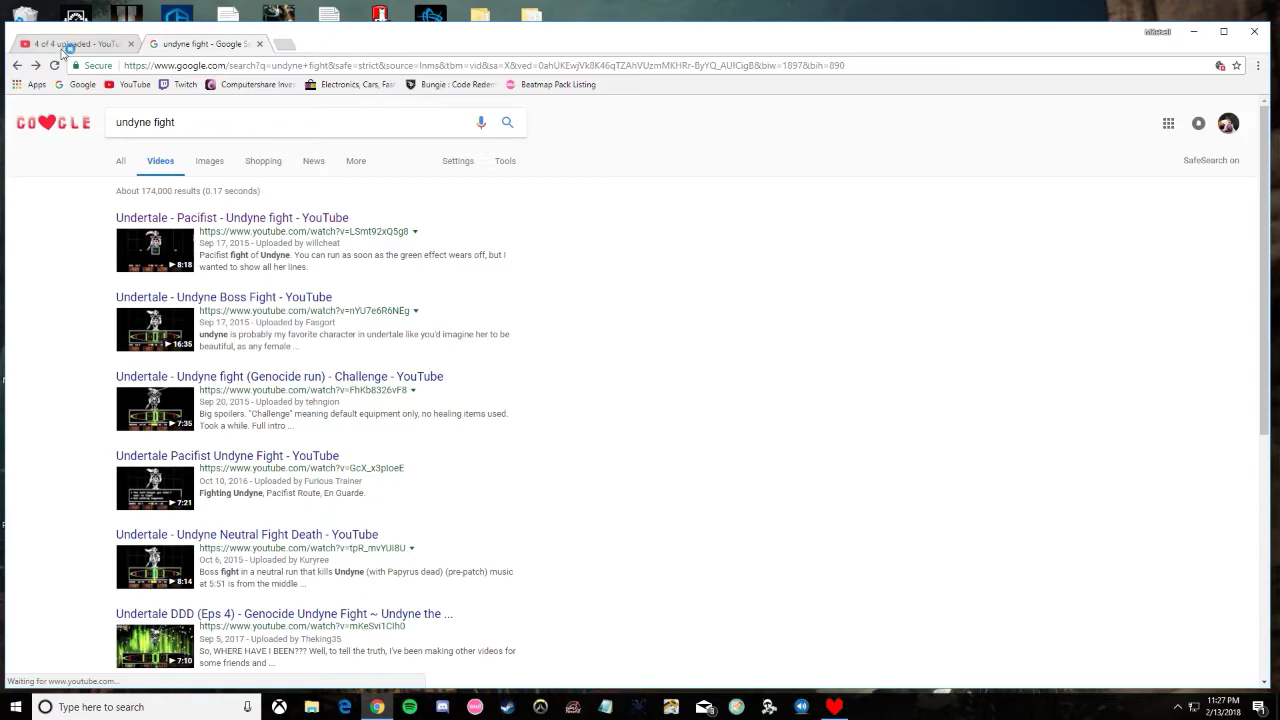 Mitchell
4 of 4 uploaded - YouTu
undyne fight - Google S
Secure
https://www.google.com/search?q=undyne+fight&safe=strict&source=lnms&tbm=vid&sa=X&ved=0ahUKEwjVk8K46qTZAhVUzmMKHRr-ByYQ_AUICigB&biw=1897&bih=890
Apps Google YouTube Twitch Computershare Inves Electronics, Cars, Fas Bungie : Code Redem Beatmap Pack Listing
GO GLE
undyne fight
All Videos Images Shopping News More Settings Tools
SafeSearch on
About 174,000 results (0.17 seconds)
Undertale - Pacifist - Undyne fight - YouTube
https://www.youtube.com/watch?v=LSmt92xQ5g8
Sep 17, 2015 - Uploaded by willcheat
Pacifist fight of Undyne. You can run as soon as the green effect wears off, but I
wanted to show all her lines.
8:18
Undertale - Undyne Boss Fight - YouTube
https://www.youtube.com/watch?v=nYU7e6R6NEg
Sep 17, 2015 - Uploaded by Fasgort
undyne is probably my favorite character in undertale like you'd imagine her to be
beautiful, as any female ...
16:35
Undertale - Undyne fight (Genocide run) - Challenge - YouTube
https://www.youtube.com/watch?v=FhKb8326vF8
Sep 20, 2015 - Uploaded by tehngion
Big spoilers. "Challenge" meaning default equipment only, no healing items used.
Took a while. Full intro ...
7:35
Undertale Pacifist Undyne Fight - YouTube
https://www.youtube.com/watch?v=GcX_x3pIoeE
Oct 10, 2016 - Uploaded by Furious Trainer
Fighting Undyne, Pacifist Route, En Guarde.
7:21
Undertale - Undyne Neutral Fight Death - YouTube
https://www.youtube.com/watch?v=tpR_mvYUI8U
Oct 6, 2015 - Uploaded by Kuryree
Boss fight in a neutral run that kills Undyne (with Papyrus dead) (pre-patch) music
at 5:51 is from the middle ...
8:14
Undertale DDD (Eps 4) - Genocide Undyne Fight ~ Undyne the ...
https://www.youtube.com/watch?v=mKeSvi1CIh0
Sep 5, 2017 - Uploaded by Theking35
So, WHERE HAVE I BEEN??? Well, to tell the truth, I've been making other videos for
some friends and ...
7:10
Waiting for www.youtube.com...
Type here to search
11:27 PM
2/13/2018